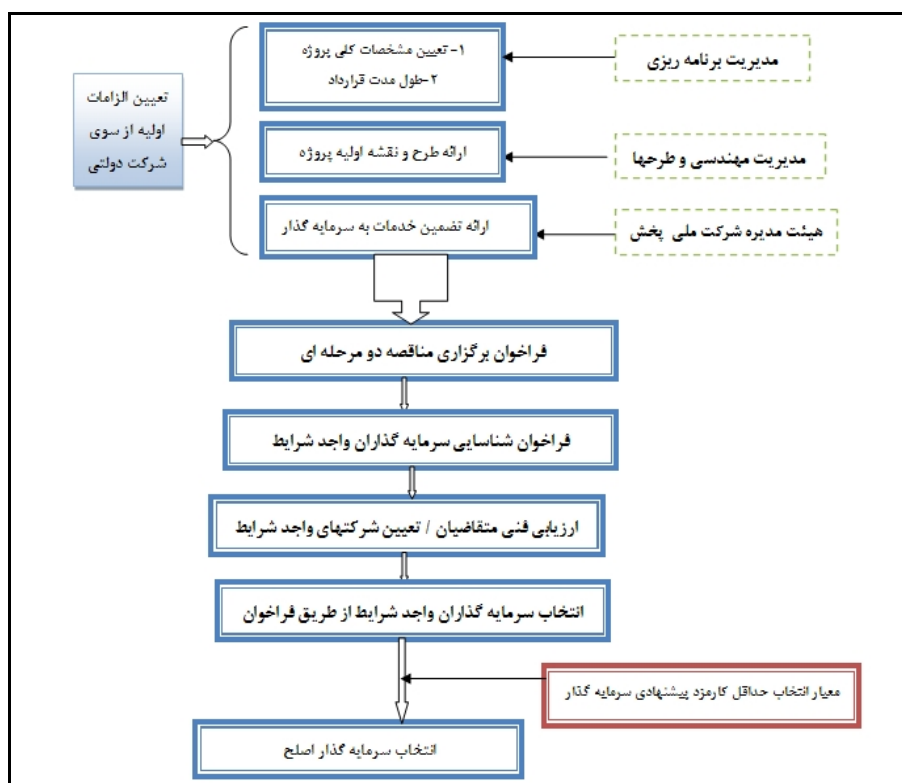 تعیین الزامات
اولیه از سوی
شرکت دولتی
۱- تعیین مشخصات کلی پروژه
۲-طول مدت قرارداد
مدیریت برنامه ریزی
ارائه طرح و نقشه اولیه پروژه
مدیریت مهندسی و طرحها
ارائه تضمین خدمات به سرمایه گذار
هیئت مدیره شرکت ملی پخش
فراخوان برگزاری مناقصه دو مرحله ای
فراخوان شناسایی سرمایه گذاران واجد شرایط
ارزیابی فنی متقاضیان / تعیین شرکتهای واجد شرایط
انتخاب سرمایه گذاران واجد شرایط از طریق فراخوان
معیار انتخاب حداقل کارمزد پیشنهادی سرمایه گذار
انتخاب سرمایه گذار اصلح